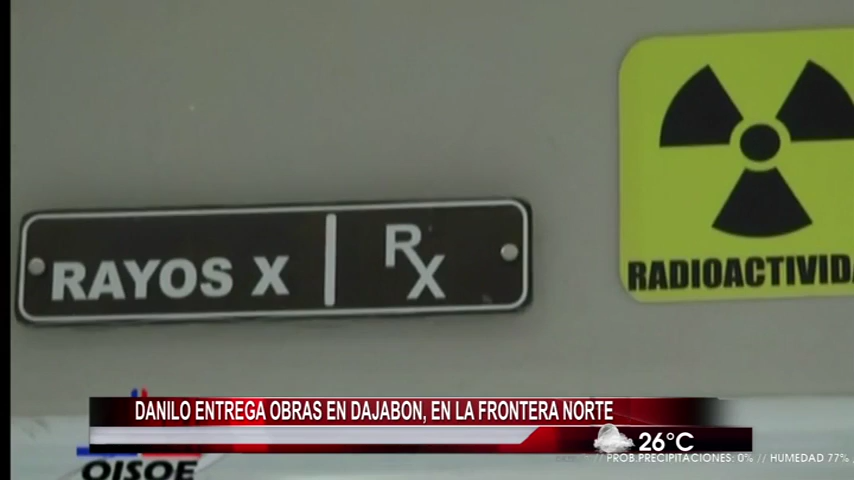 RAYOS X
RX
RADIOACTIVIDA
DANILO ENTREGA OBRAS EN DAJABON, EN LA FRONTERA NORTE
26°C
// PROB.PRECIPITACIONES: 0% // HUMEDAD 77%
OISOE